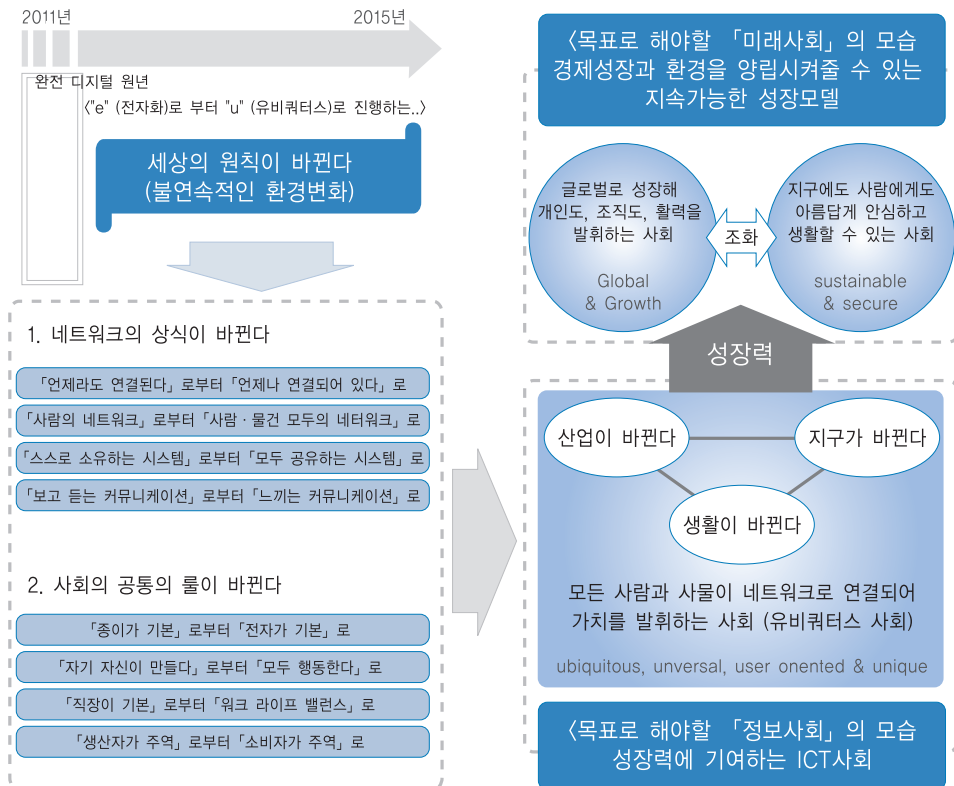 2011년
2015년
완전 디지털 원년
〈"e" (전자화)로 부터 "u" (유비쿼터스)로 진행하는..〉
세상의 원칙이 바뀐다
(불연속적인 환경변화)
1. 네트워크의 상식이 바뀐다
「언제라도 연결된다」로부터 「언제나 연결되어 있다」로
「사람의 네트워크」로부터 「사람 · 물건 모두의 네터워크」로
「스스로 소유하는 시스템」로부터 「모두 공유하는 시스템」로
「보고 듣는 커뮤니케이션」로부터 「느끼는 커뮤니케이션」로
2. 사회의 공통의 룰이 바뀐다
「종이가 기본」로부터 「전자가 기본」로
「자기 자신이 만들다」로부터 「모두 행동한다」로
「직장이 기본」로부터 「워크 라이프 밸런스」로
「생산자가 주역」로부터 「소비자가 주역」로
〈목표로 해야할 「미래사회」의 모습
경제성장과 환경을 양립시켜줄 수 있는
지속가능한 성장모델
글로벌로 성장해
개인도, 조직도, 활력을
발휘하는 사회
Global
& Growth
조화
지구에도 사람에게도
아름답게 안심하고
생활할 수 있는 사회
sustainable
& secure
성장력
산업이 바뀐다
지구가 바뀐다
생활이 바뀐다
모든 사람과 사물이 네트워크로 연결되어
가치를 발휘하는 사회 (유비쿼터스 사회)
ubiquitous, unversal, user onented & unique
〈목표로 해야할 「정보사회」의 모습
성장력에 기여하는 ICT사회